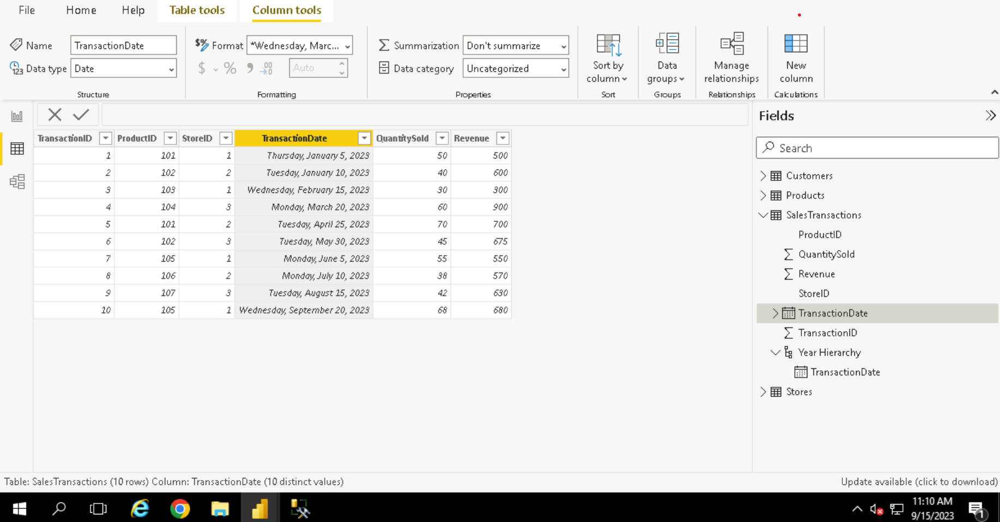 File Home Help Table tools Column tools
Name TransactionDate
Data type Date
Structure
Format *Wednesday, Marc...
$ % 9 .00 Auto
Formatting
Summarization Don't summarize
Data category Uncategorized
Properties
Sort by
column
Sort
Data
groups
Groups
Manage
relationships
Relationships
New
column
Calculations
TransactionID ProductID StoreID TransactionDate QuantitySold Revenue
1 101 1 Thursday, January 5, 2023 50 500
2 102 2 Tuesday, January 10, 2023 40 600
3 103 1 Wednesday, February 15, 2023 30 300
4 104 3 Monday, March 20, 2023 60 900
5 101 2 Tuesday, April 25, 2023 70 700
6 102 3 Tuesday, May 30, 2023 45 675
7 105 1 Monday, June 5, 2023 55 550
8 106 2 Monday, July 10, 2023 38 570
9 107 3 Tuesday, August 15, 2023 42 630
10 105 1 Wednesday, September 20, 2023 68 680
Fields
Search
Customers
Products
SalesTransactions
ProductID
∑ QuantitySold
∑ Revenue
StoreID
TransactionDate
∑ TransactionID
Year Hierarchy
TransactionDate
Stores
Table: SalesTransactions (10 rows) Column: TransactionDate (10 distinct values)
Update available (click to download)
11:10 AM
9/15/2023
1